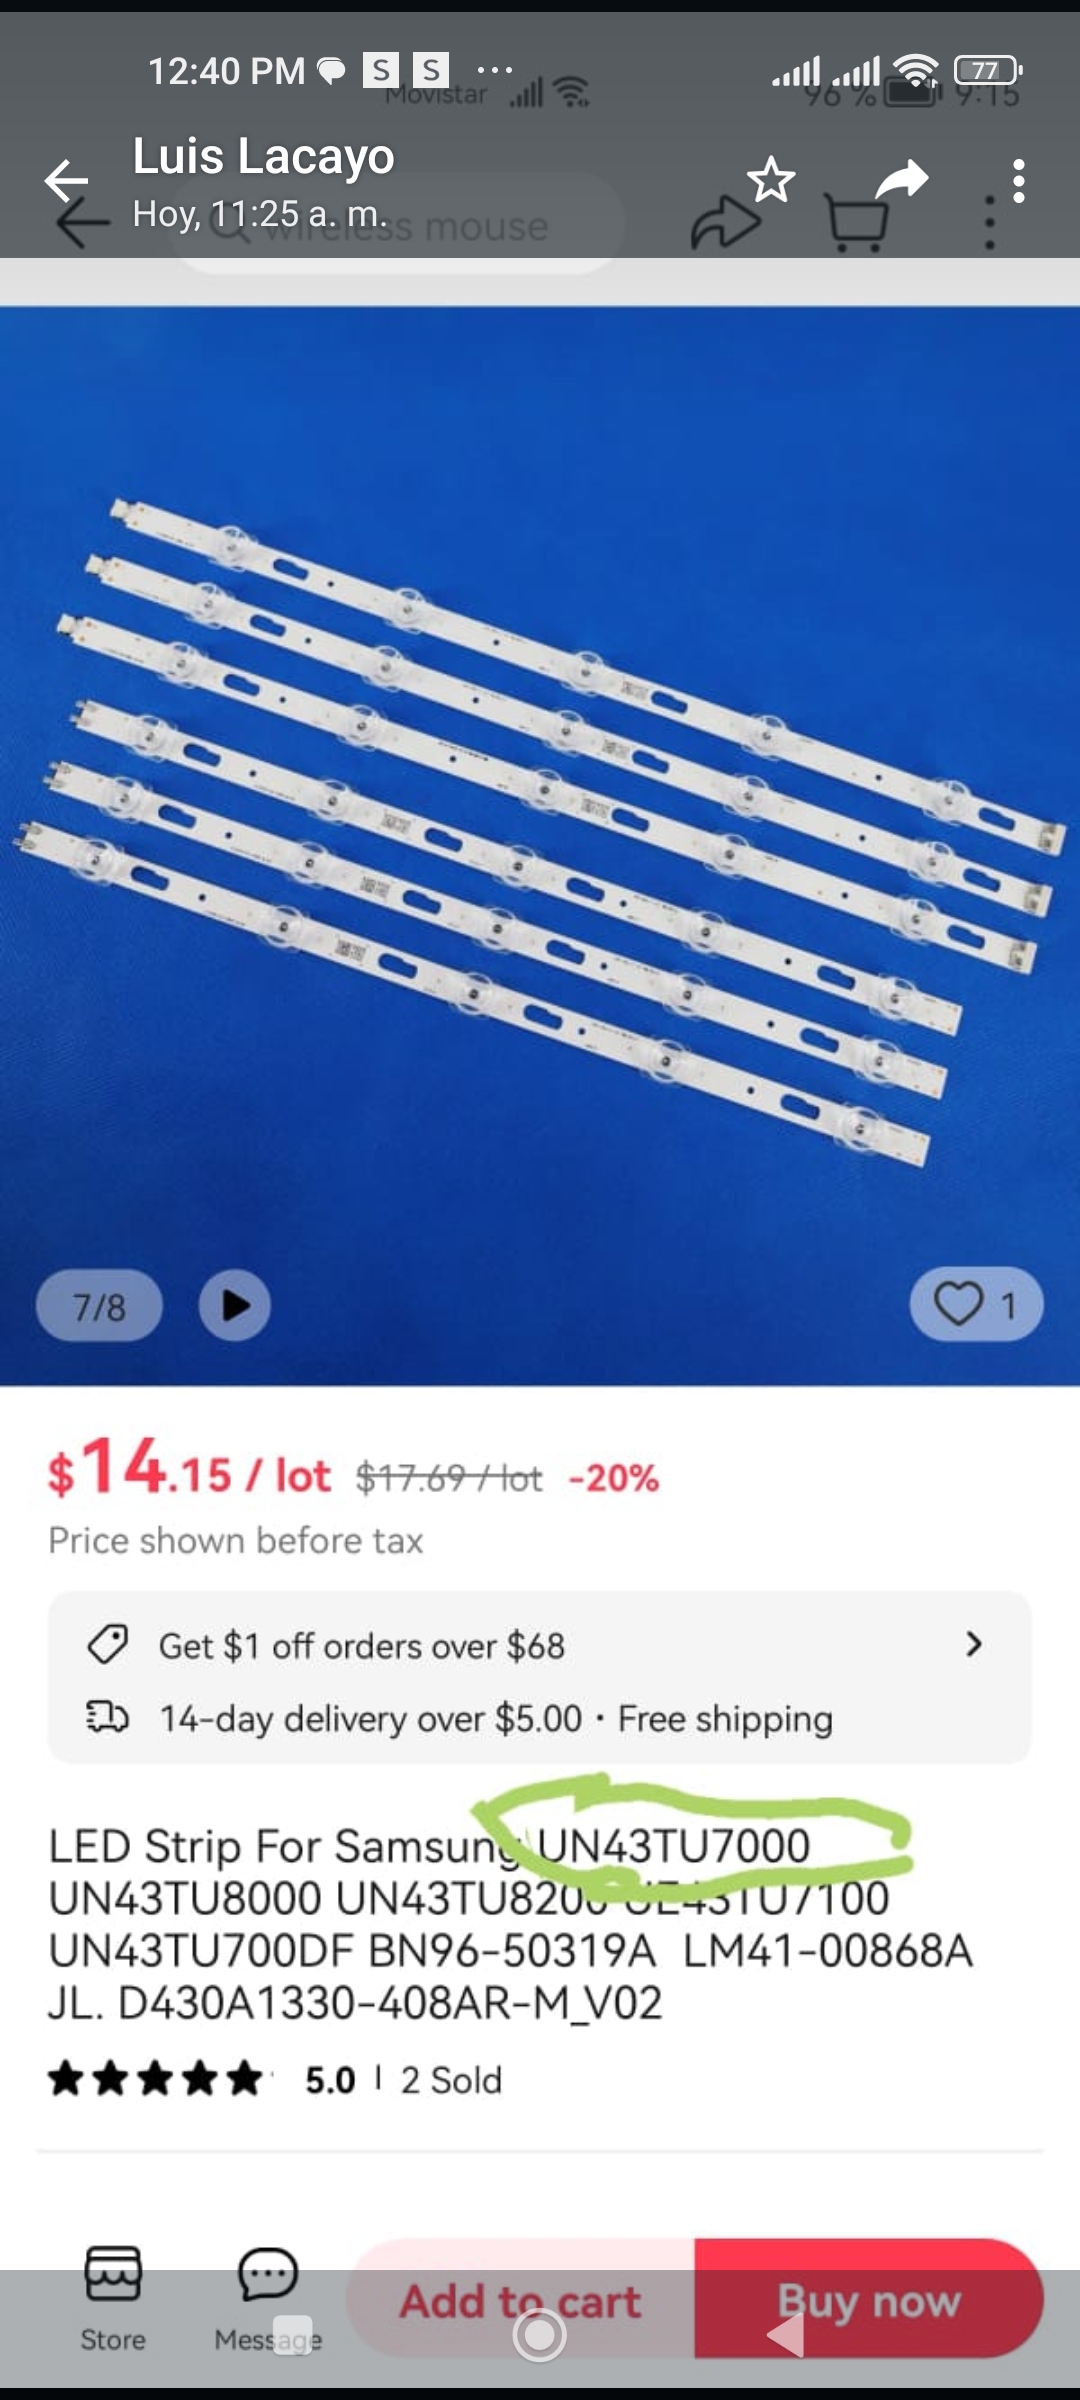 12:40 PM S S ...
77
Movistar 96 % 9:15
Luis Lacayo
Hoy, 11:25 a. m.
wireless mouse
7/8
1
$14.15 / lot $17.69 / lot -20%
Price shown before tax
Get $1 off orders over $68
14-day delivery over $5.00 · Free shipping
LED Strip For Samsung UN43TU7000
UN43TU8000 UN43TU8200 UE43TU7100
UN43TU700DF BN96-50319A LM41-00868A
JL. D430A1330-408AR-M_V02
5.0 | 2 Sold
Store
Message
Add to cart
Buy now